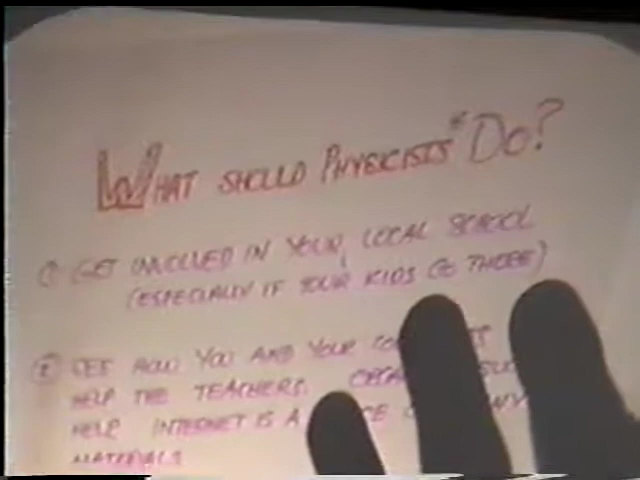 WHAT SHOULD PHYSICISTS* DO?
① GET INVOLVED IN YOUR LOCAL SCHOOL
(ESPECIALLY IF YOUR KIDS GO THERE)
② SEE HOW YOU AND YOUR
HELP THE TEACHERS.
HELP INTERNET IS A
MATERIALS